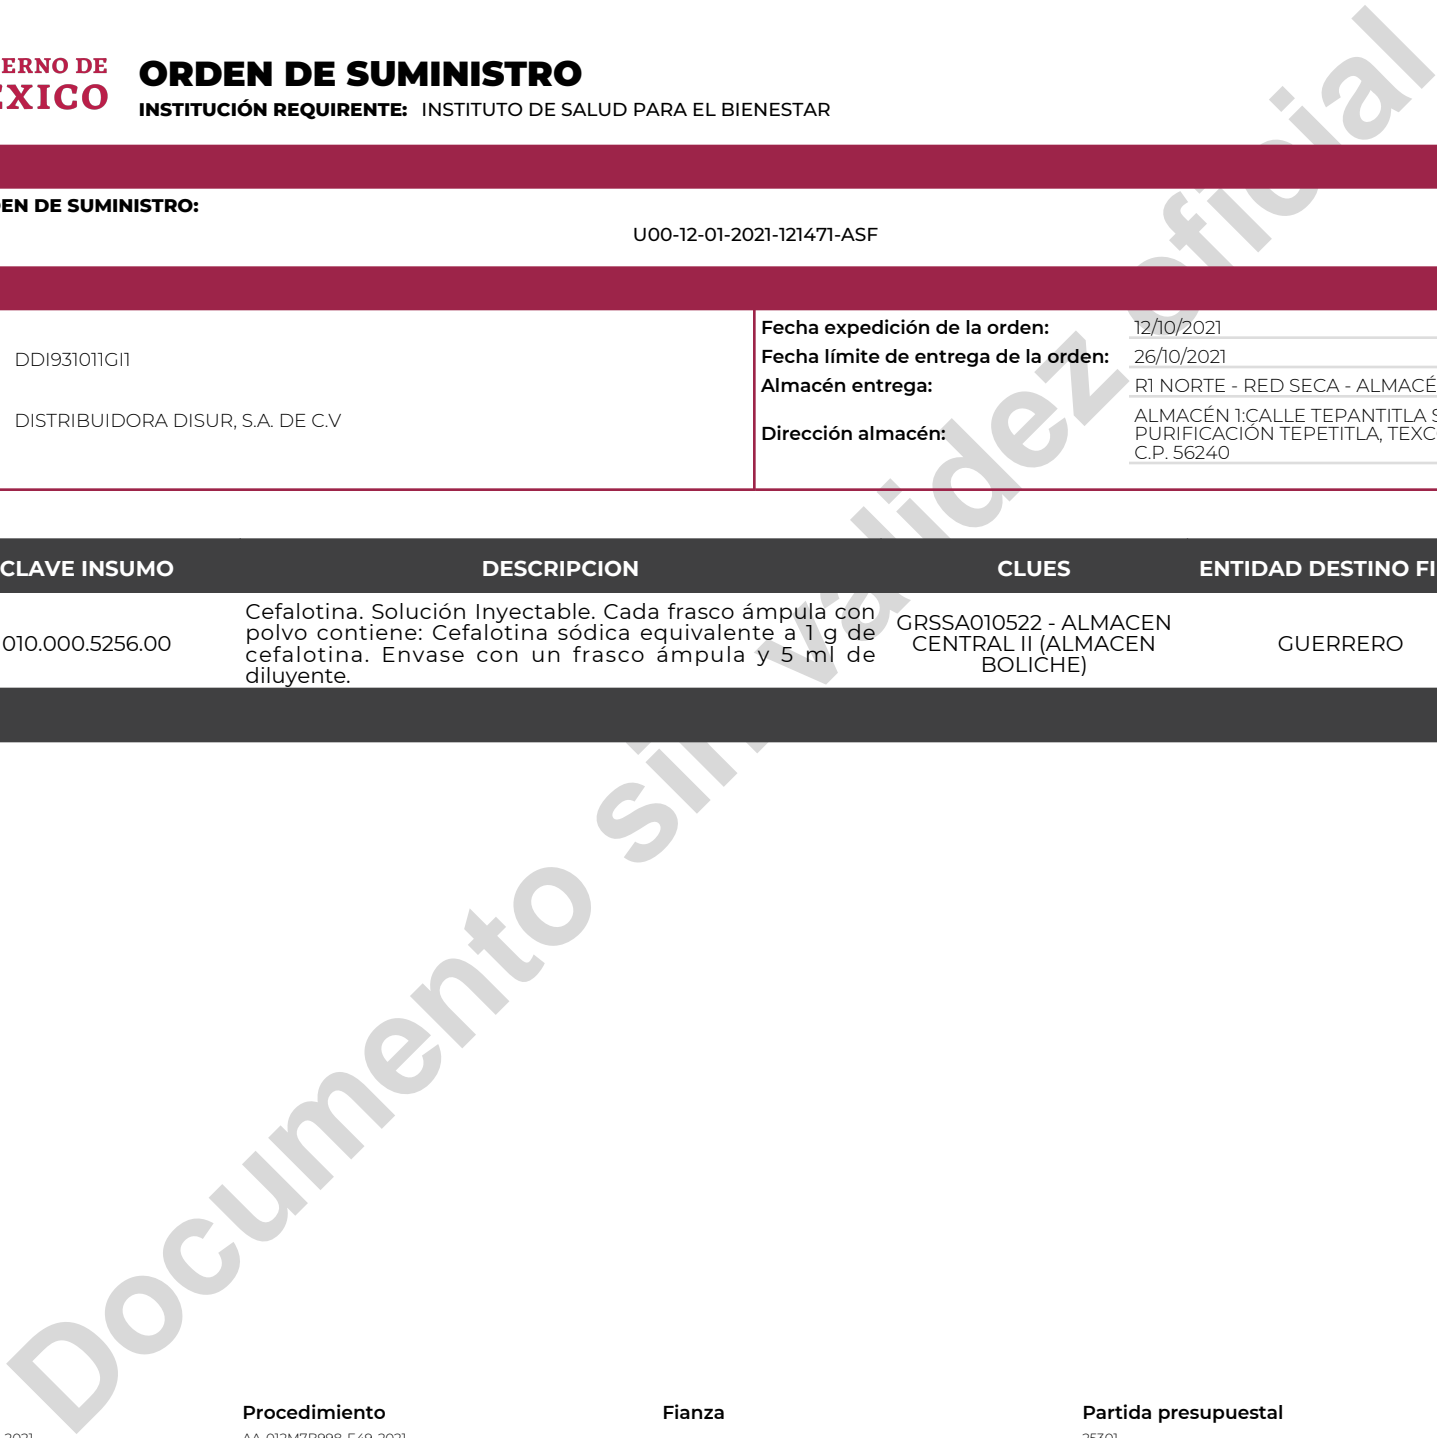 ERNO DE
EXICO
ORDEN DE SUMINISTRO
INSTITUCIÓN REQUIRENTE: INSTITUTO DE SALUD PARA EL BIENESTAR
EN DE SUMINISTRO:
U00-12-01-2021-121471-ASF
DDI931011GI1
DISTRIBUIDORA DISUR, S.A. DE C.V
Fecha expedición de la orden: 12/10/2021
Fecha límite de entrega de la orden: 26/10/2021
Almacén entrega: R1 NORTE - RED SECA - ALMACÉ
Dirección almacén:
ALMACÉN 1:CALLE TEPANTITLA S
PURIFICACIÓN TEPETITLA, TEXC
C.P. 56240
CLAVE INSUMO DESCRIPCION CLUES ENTIDAD DESTINO FI
010.000.5256.00
Cefalotina. Solución Inyectable. Cada frasco ámpula con
polvo contiene: Cefalotina sódica equivalente a 1 g de
cefalotina. Envase con un frasco ámpula y 5 ml de
diluyente.
GRSSA010522 - ALMACEN
CENTRAL II (ALMACEN
BOLICHE)
GUERRERO
Documento sin validez oficial
Procedimiento Fianza Partida presupuestal